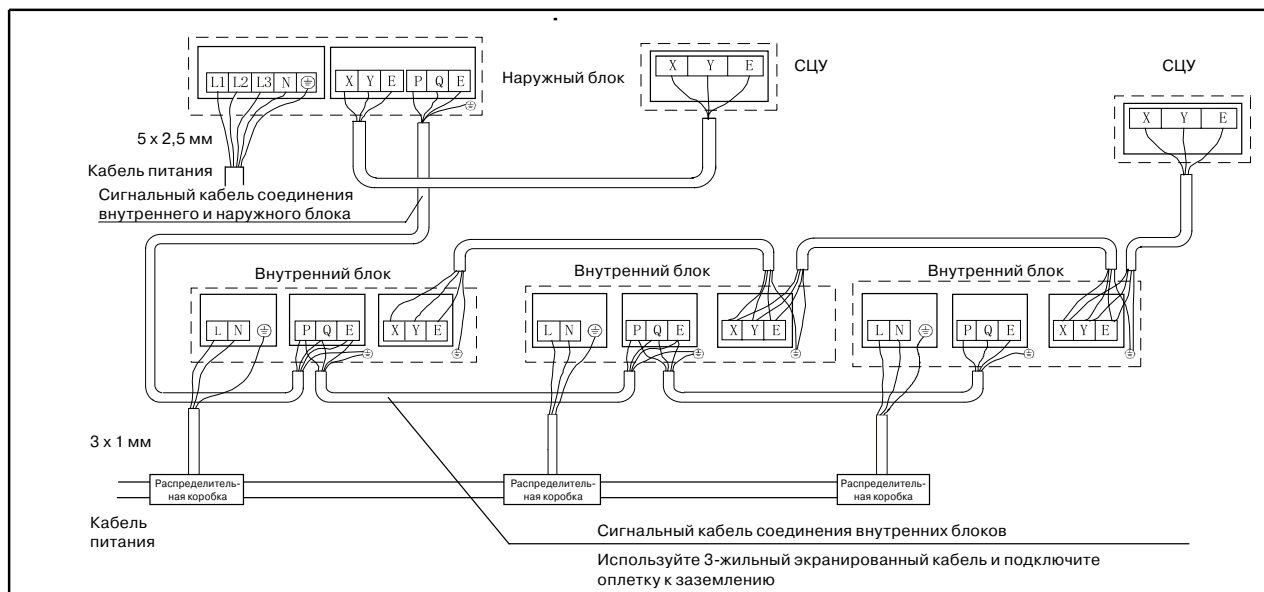 L1 L2 L3 N
X Y E
P Q E
Наружный блок
X Y E
СЦУ
СЦУ
X Y E
5 х 2,5 мм
Кабель питания
Сигнальный кабель соединения
внутреннего и наружного блока
Внутренний блок
Внутренний блок
Внутренний блок
L N
P Q E
X Y E
L N
P Q E
X Y E
L N
P Q E
X Y E
3 х 1 мм
Распределитель-
ная коробка
Распределитель-
ная коробка
Распределитель-
ная коробка
Кабель
питания
Сигнальный кабель соединения внутренних блоков
Используйте 3-жильный экранированный кабель и подключите
оплетку к заземлению